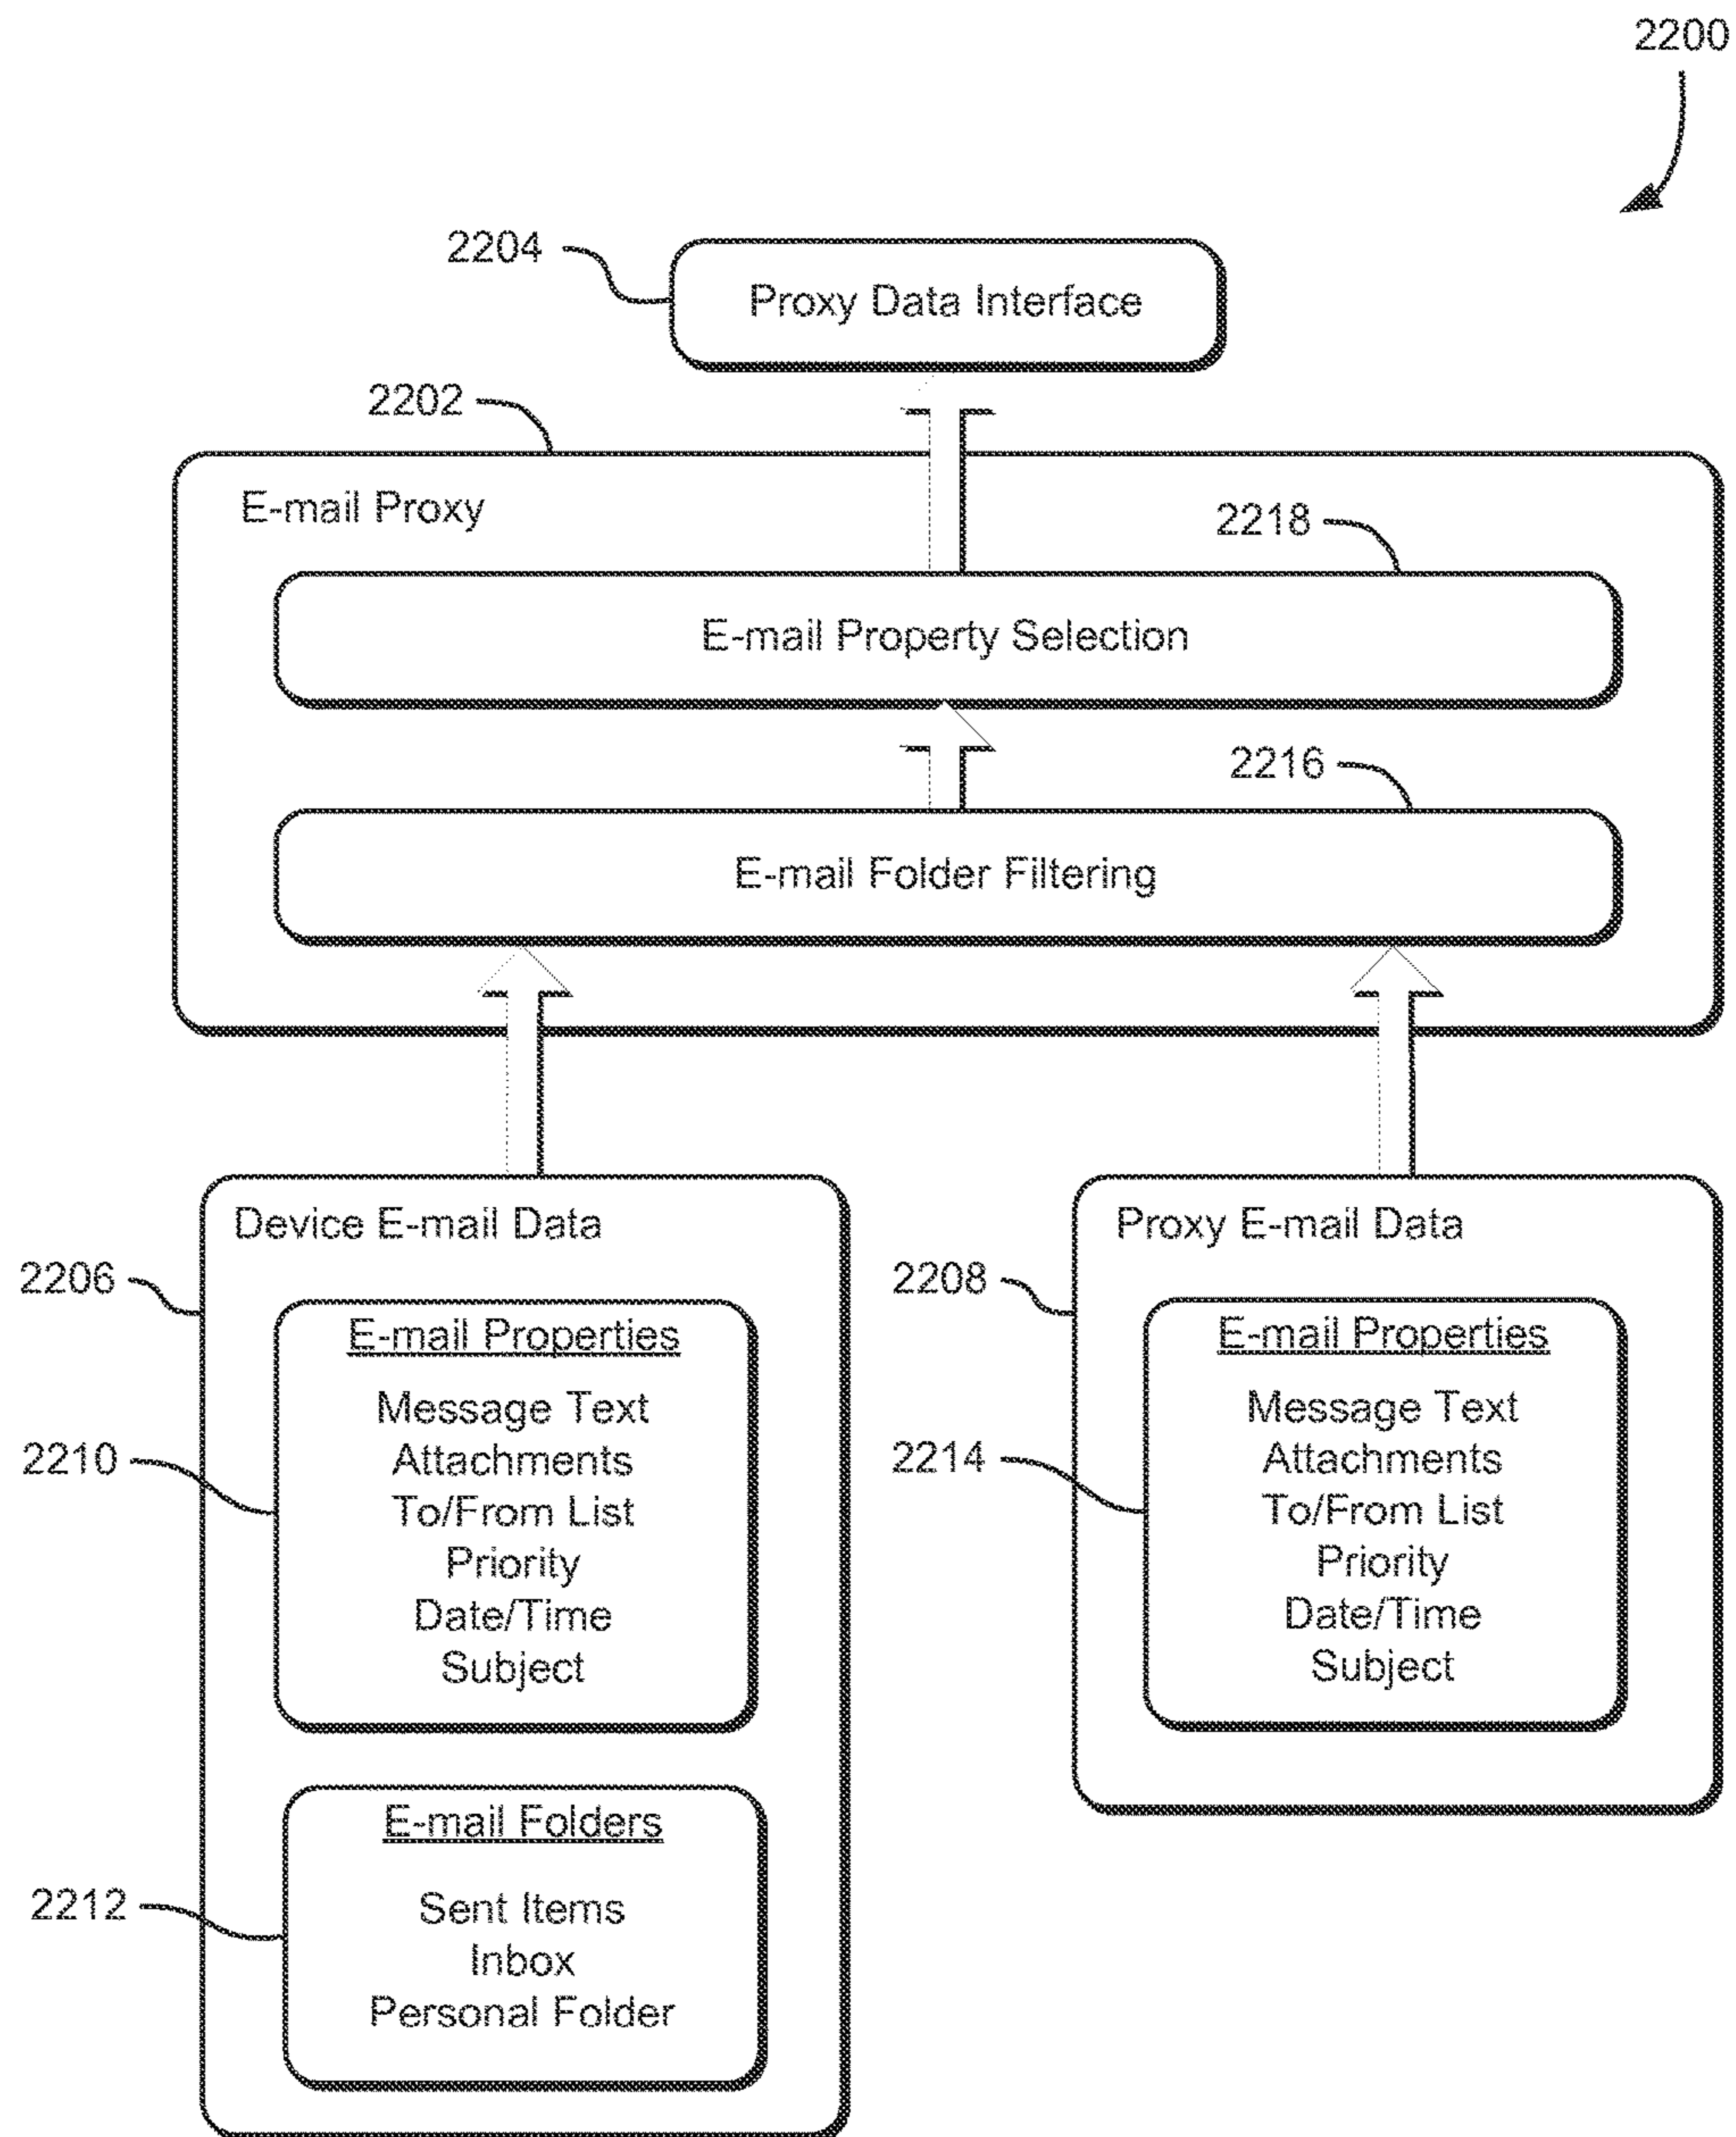 2200
2204
Proxy Data Interface
2202
E-mail Proxy
2218
E-mail Property Selection
2216
E-mail Folder Filtering
Device E-mail Data
2206
E-mail Properties
Message Text
2210
Attachments
To/From List
Priority
Date/Time
Subject
E-mail Folders
2212
Sent Items
Inbox
Personal Folder
Proxy E-mail Data
2208
E-mail Properties
Message Text
2214
Attachments
To/From List
Priority
Date/Time
Subject